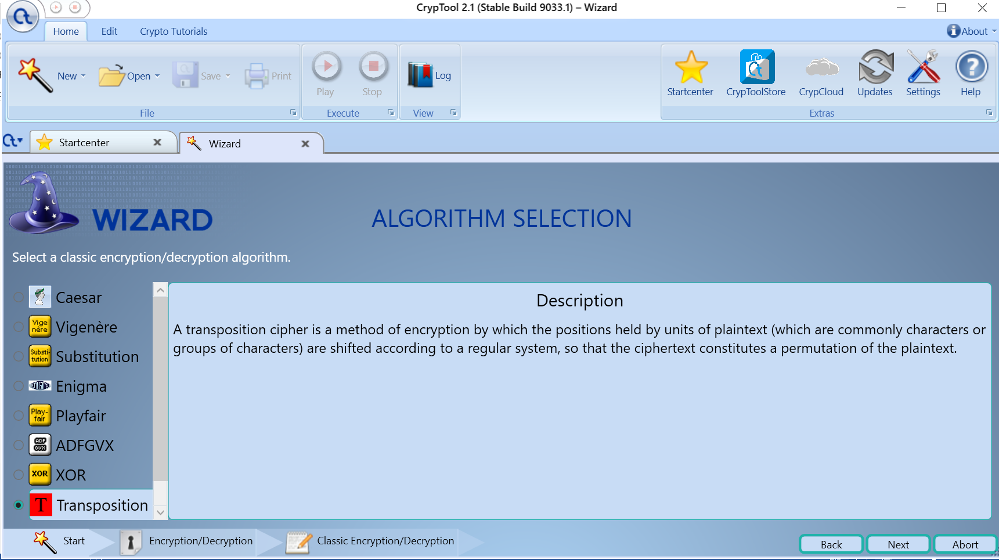 CrypTool 2.1 (Stable Build 9033.1) – Wizard
Home Edit Crypto Tutorials About
New Open Save Print Play Stop Log Startcenter CrypToolStore CrypCloud Updates Settings Help
File Execute View Extras
Startcenter Wizard
WIZARD
ALGORITHM SELECTION
Select a classic encryption/decryption algorithm.
Caesar
Vige nère Vigenère
Substi- tution Substitution
ENIGMA Enigma
Play- fair Playfair
ADF GVX ADFGVX
XOR XOR
T Transposition
Description
A transposition cipher is a method of encryption by which the positions held by units of plaintext (which are commonly characters or
groups of characters) are shifted according to a regular system, so that the ciphertext constitutes a permutation of the plaintext.
Start Encryption/Decryption Classic Encryption/Decryption Back Next Abort